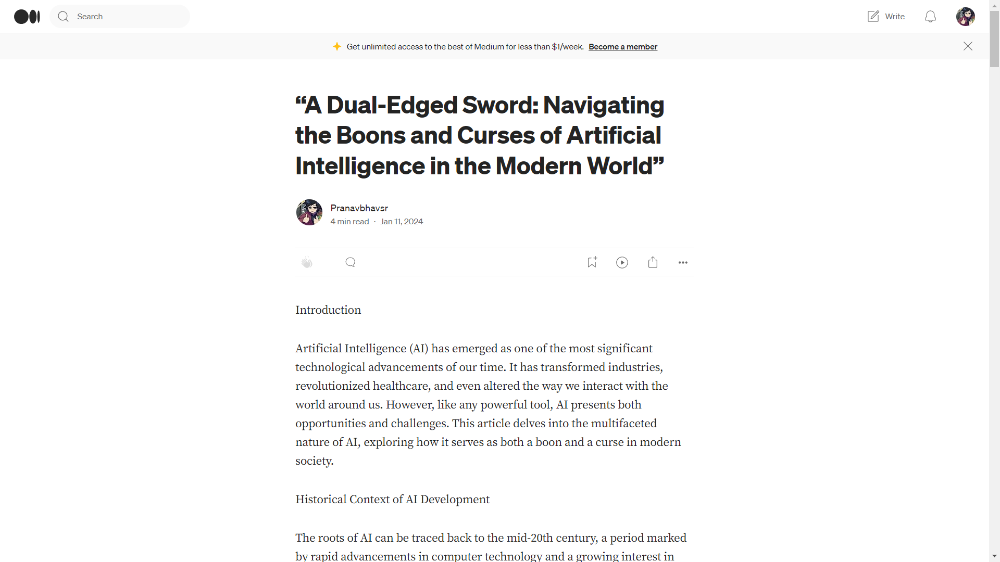 Search
Write
Get unlimited access to the best of Medium for less than $1/week. Become a member
“A Dual-Edged Sword: Navigating
the Boons and Curses of Artificial
Intelligence in the Modern World”
Pranavbhavsr
4 min read · Jan 11, 2024
Introduction
Artificial Intelligence (AI) has emerged as one of the most significant
technological advancements of our time. It has transformed industries,
revolutionized healthcare, and even altered the way we interact with the
world around us. However, like any powerful tool, AI presents both
opportunities and challenges. This article delves into the multifaceted
nature of AI, exploring how it serves as both a boon and a curse in modern
society.
Historical Context of AI Development
The roots of AI can be traced back to the mid-20th century, a period marked
by rapid advancements in computer technology and a growing interest in